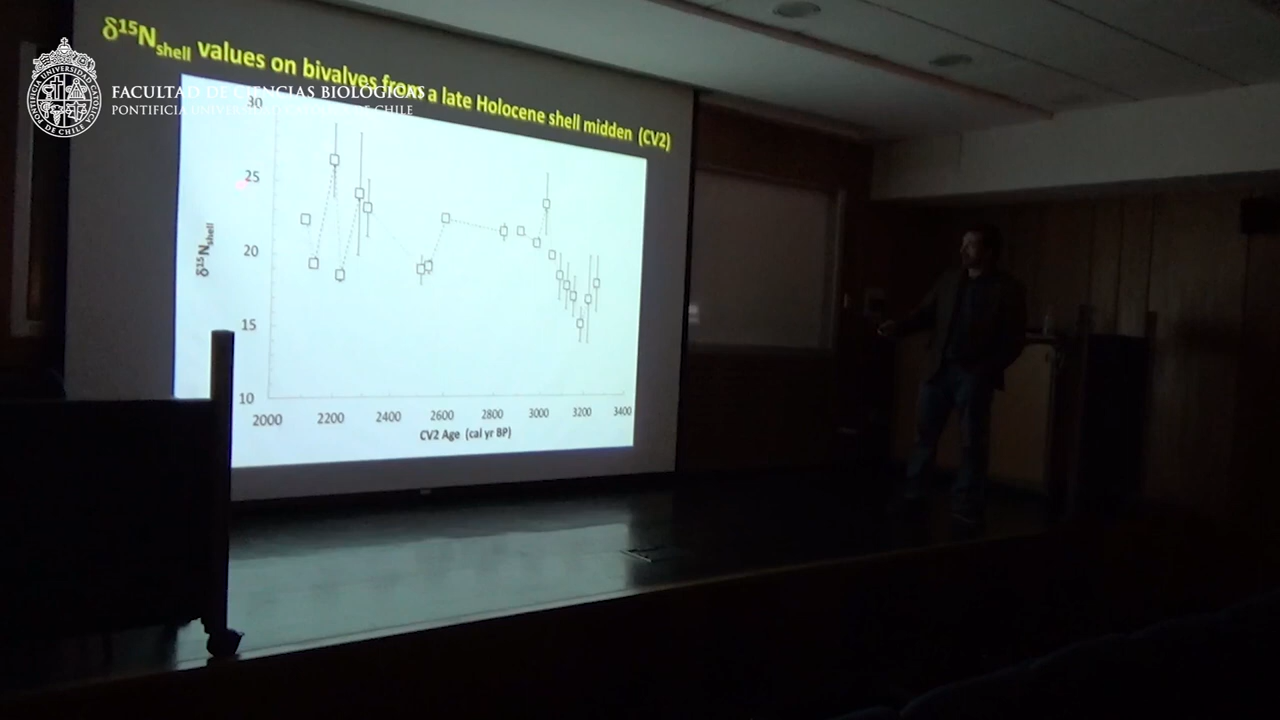 δ¹⁵Nshell values on bivalves from a late Holocene shell midden (CV2)
FACULTAD DE CIENCIAS BIOLÓGICAS
PONTIFICIA UNIVERSIDAD CATÓLICA DE CHILE
30
25
20
15
10
δ¹⁵Nshell
2000 2200 2400 2600 2800 3000 3200 3400
CV2 Age (cal yr BP)